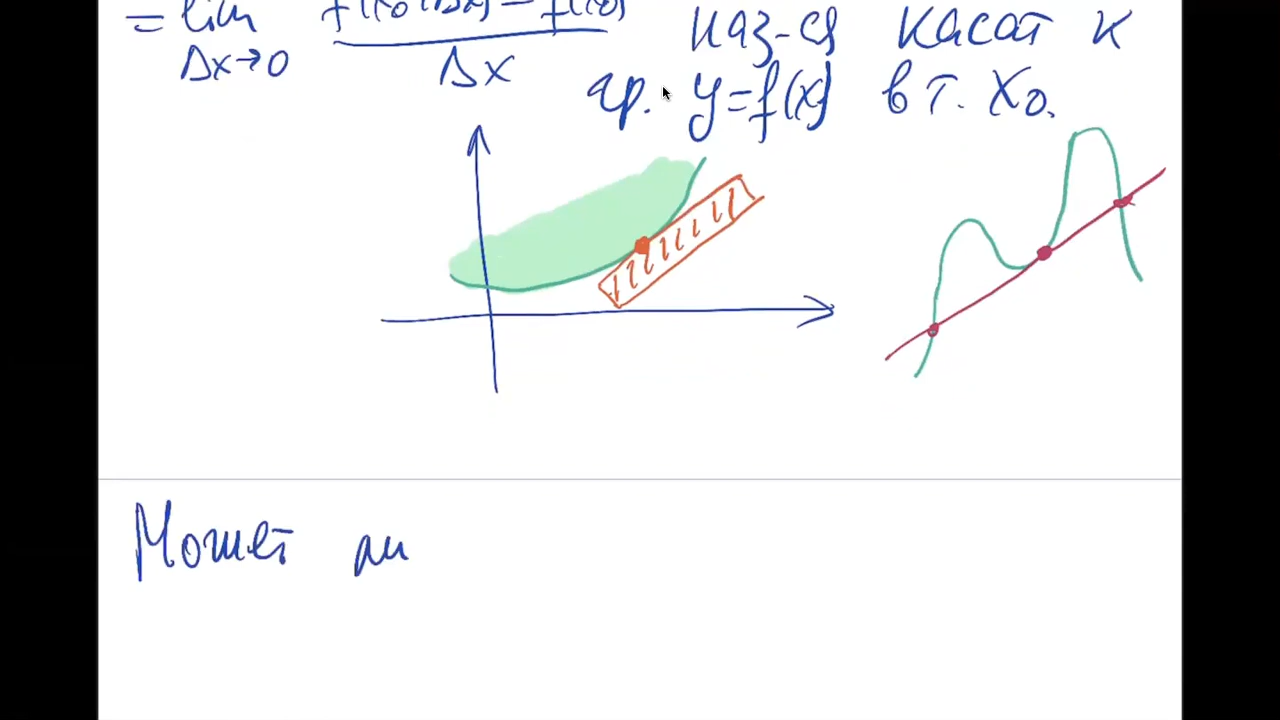 = lim f(x₀+Δx) − f(x₀) наз-ся касат к
Δx→0 Δx
гр. y=f(x) в т. x₀.
Может ли